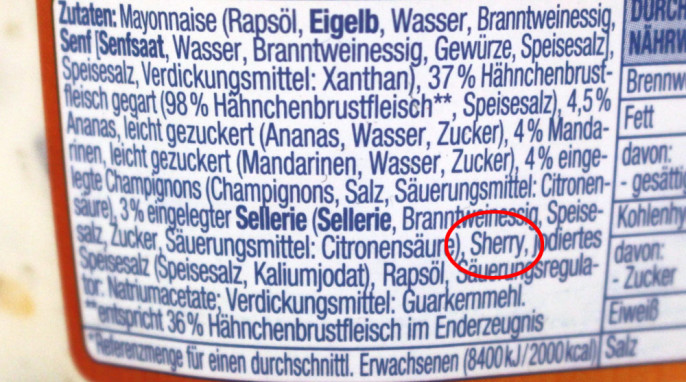 Zutaten: Mayonnaise (Rapsöl, Eigelb, Wasser, Branntweinessig,
Senf [Senfsaat, Wasser, Branntweinessig, Gewürze, Speisesalz],
Speisesalz, Verdickungsmittel: Xanthan), 37 % Hähnchenbrust-
fleisch gegart (98 % Hähnchenbrustfleisch**, Speisesalz), 4,5 %
Ananas, leicht gezuckert (Ananas, Wasser, Zucker), 4 % Manda-
rinen, leicht gezuckert (Mandarinen, Wasser, Zucker), 4 % einge-
legte Champignons (Champignons, Salz, Säuerungsmittel: Citronen-
säure), 3 % eingelegter Sellerie (Sellerie, Branntweinessig, Speise-
salz, Zucker, Säuerungsmittel: Citronensäure), Sherry, jodiertes
Speisesalz (Speisesalz, Kaliumjodat), Rapsöl, Säuerungsregula-
tor: Natriumacetate; Verdickungsmittel: Guarkernmehl.
**entspricht 36 % Hähnchenbrustfleisch im Enderzeugnis
*Referenzmenge für einen durchschnittl. Erwachsenen (8400 kJ/2000 kcal)
DURCH
NÄHRW
Brennw
Fett
davon:
- gesätti
Kohlenhy
davon:
- Zucker
Eiweiß
Salz